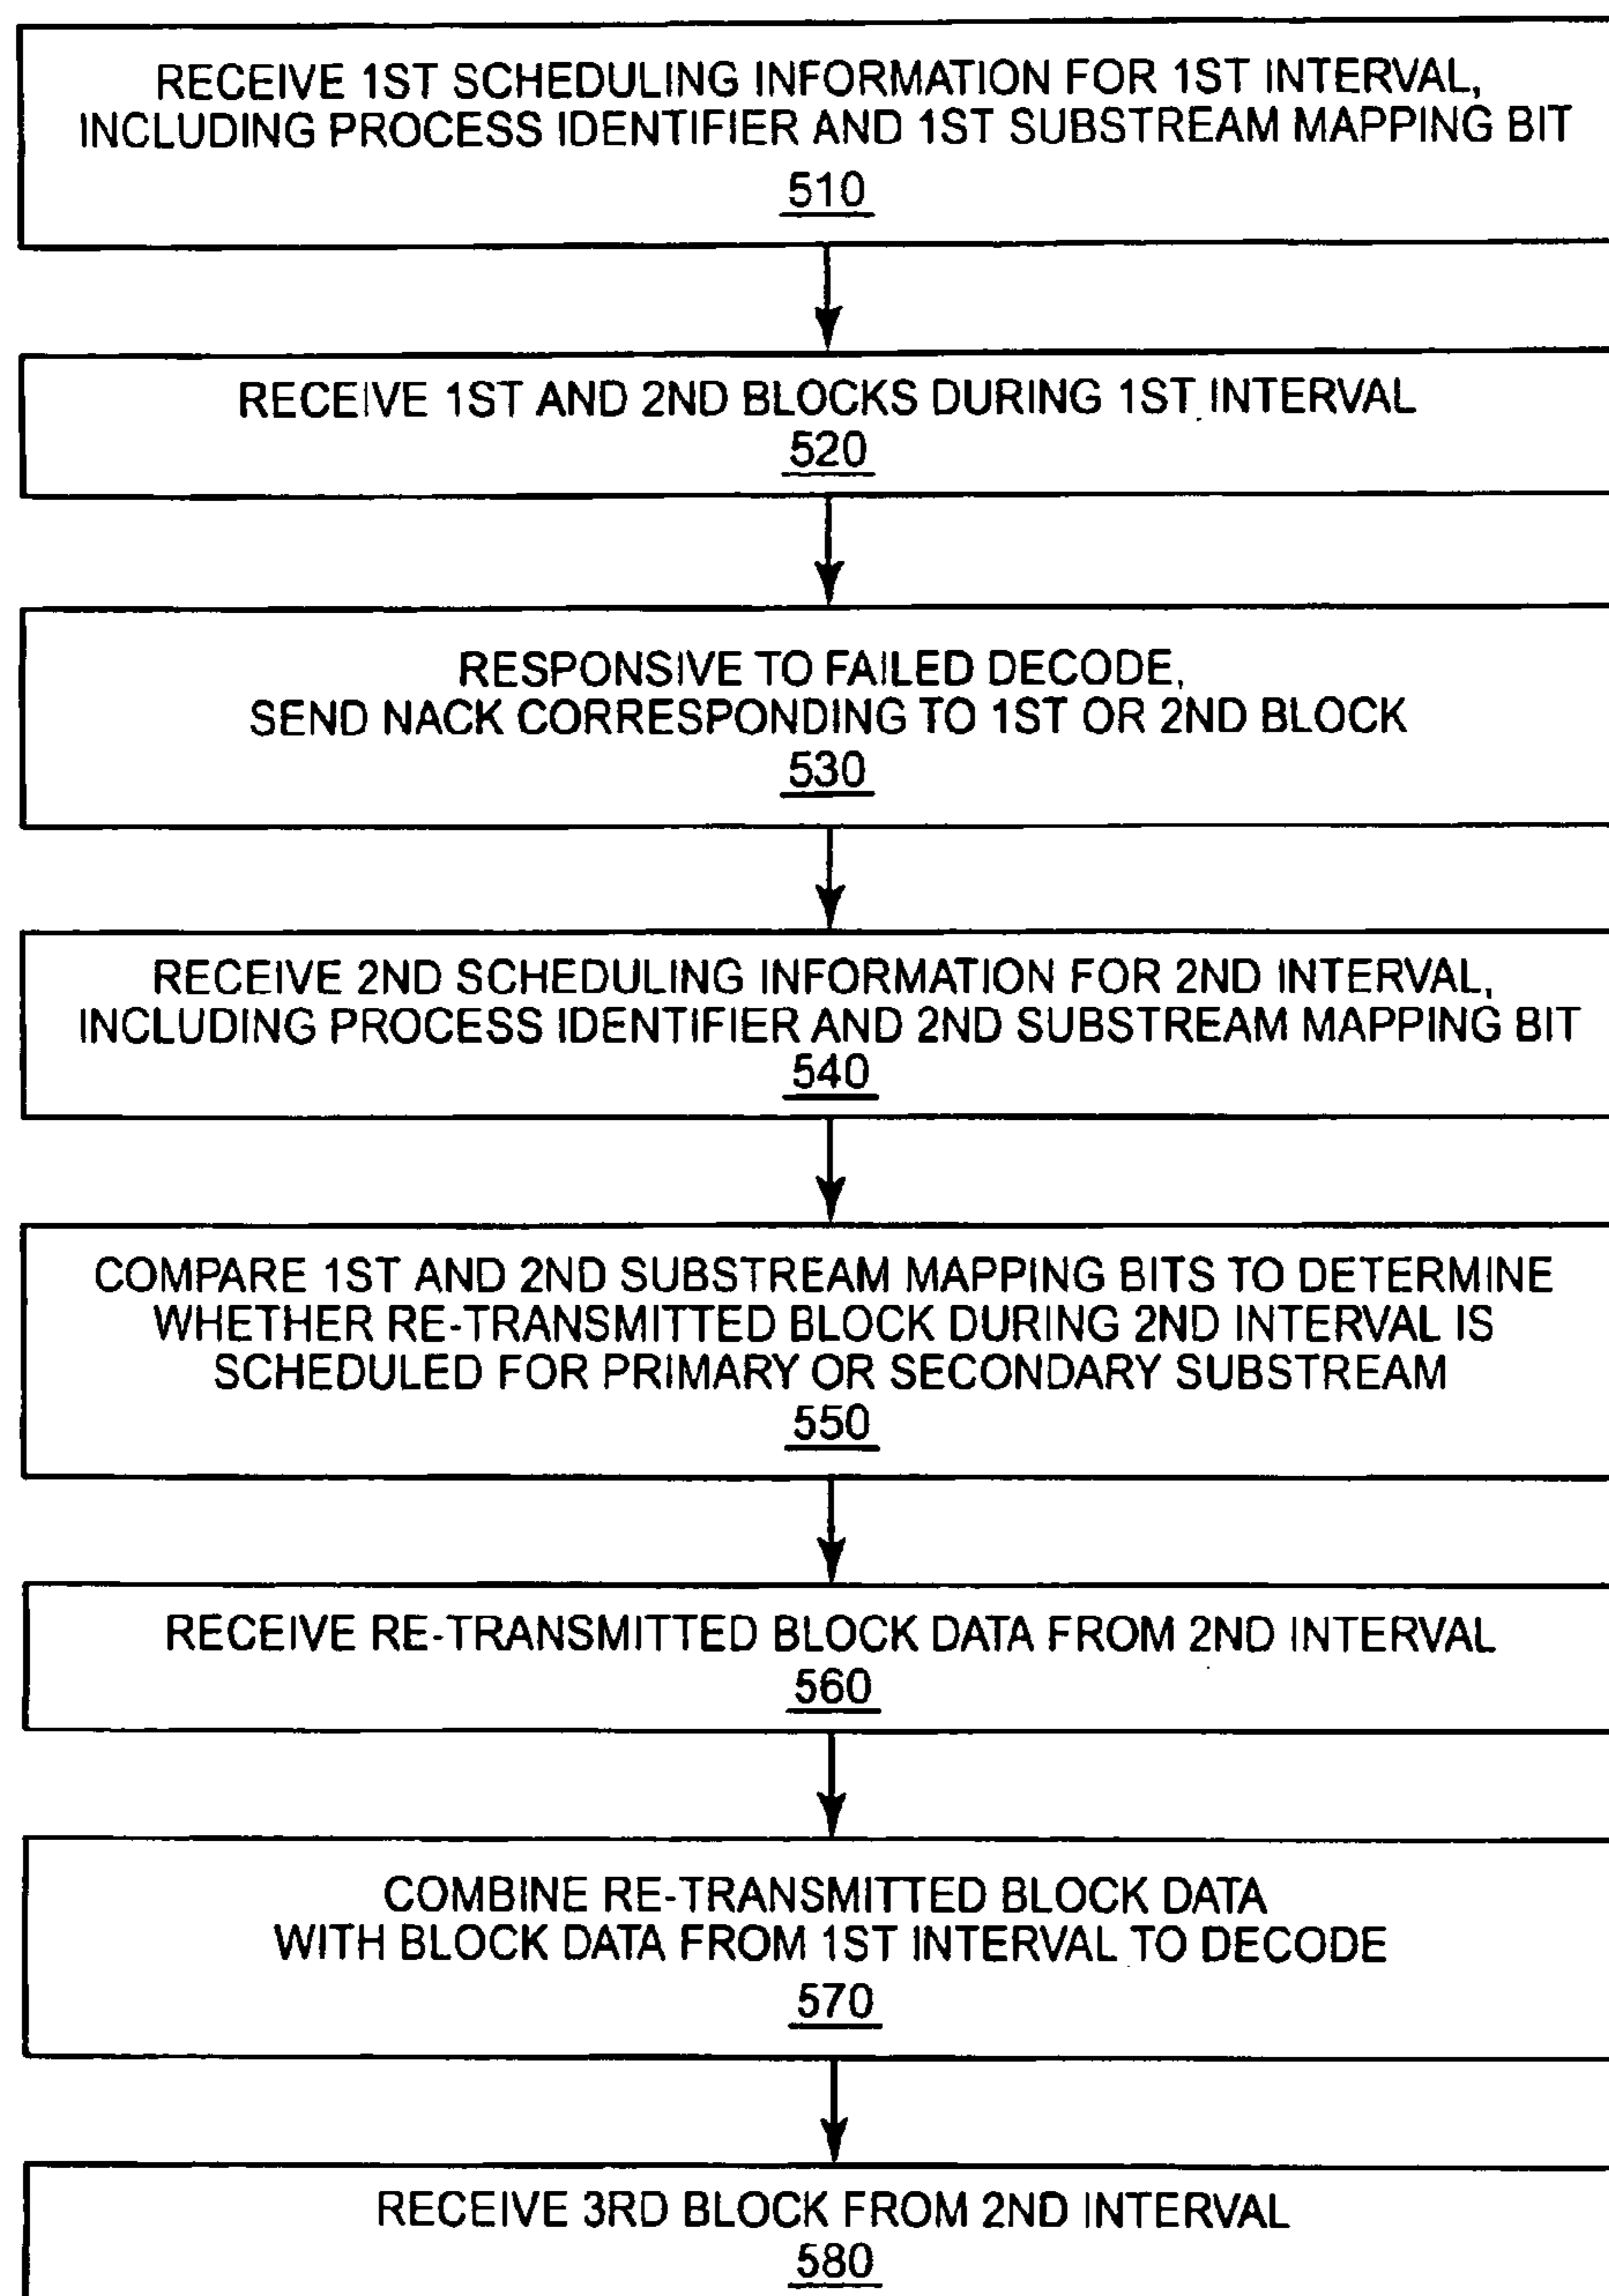 RECEIVE 1ST SCHEDULING INFORMATION FOR 1ST INTERVAL,
INCLUDING PROCESS IDENTIFIER AND 1ST SUBSTREAM MAPPING BIT
510
RECEIVE 1ST AND 2ND BLOCKS DURING 1ST INTERVAL
520
RESPONSIVE TO FAILED DECODE,
SEND NACK CORRESPONDING TO 1ST OR 2ND BLOCK
530
RECEIVE 2ND SCHEDULING INFORMATION FOR 2ND INTERVAL,
INCLUDING PROCESS IDENTIFIER AND 2ND SUBSTREAM MAPPING BIT
540
COMPARE 1ST AND 2ND SUBSTREAM MAPPING BITS TO DETERMINE
WHETHER RE-TRANSMITTED BLOCK DURING 2ND INTERVAL IS
SCHEDULED FOR PRIMARY OR SECONDARY SUBSTREAM
550
RECEIVE RE-TRANSMITTED BLOCK DATA FROM 2ND INTERVAL
560
COMBINE RE-TRANSMITTED BLOCK DATA
WITH BLOCK DATA FROM 1ST INTERVAL TO DECODE
570
RECEIVE 3RD BLOCK FROM 2ND INTERVAL
580